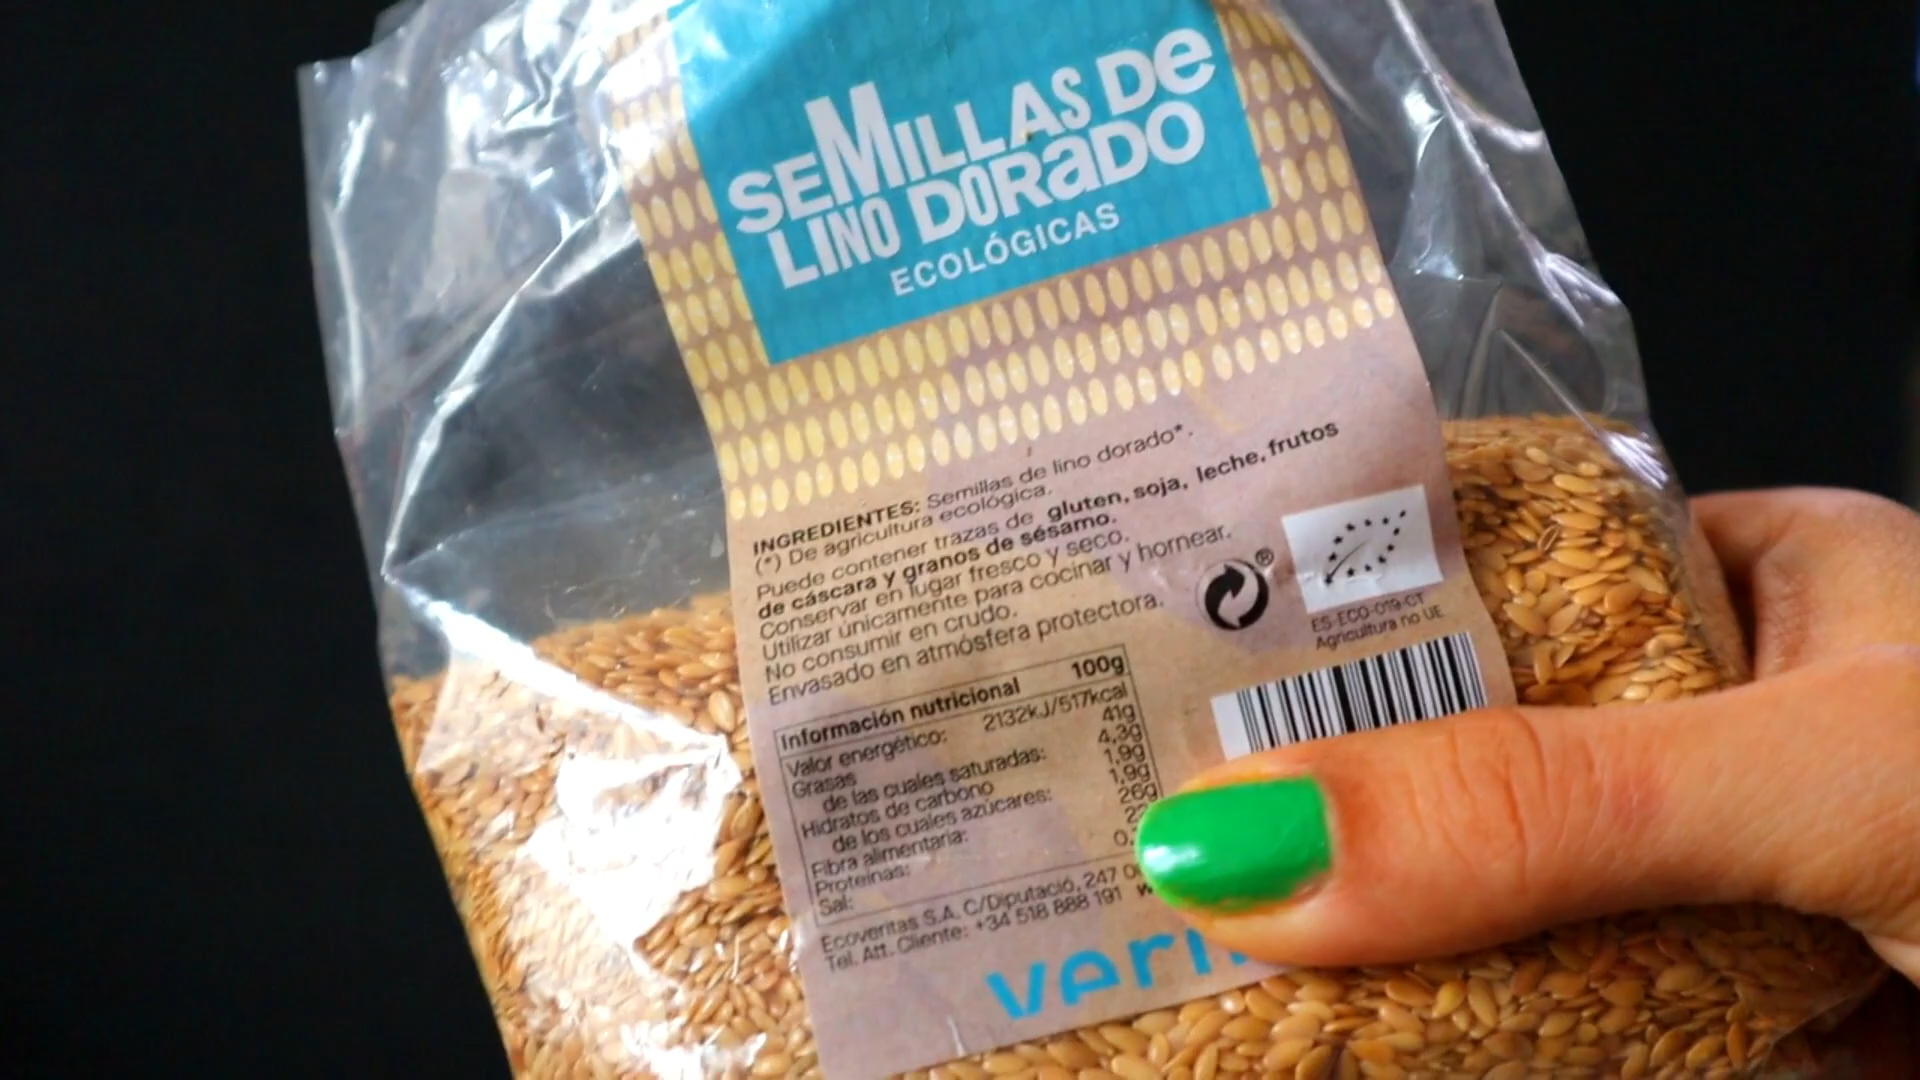 SEMILLAS DE
LINO DORADO
ECOLÓGICAS
INGREDIENTES: Semillas de lino dorado*.
(*) De agricultura ecológica.
Puede contener trazas de gluten, soja, leche, frutos
de cáscara y granos de sésamo.
Conservar en lugar fresco y seco.
Utilizar únicamente para cocinar y hornear.
No consumir en crudo.
Envasado en atmósfera protectora.
ES-ECO-019-CT
Agricultura no UE
Información nutricional 100g
Valor energético: 2132kJ/517kcal
Grasas 41g
de las cuales saturadas: 4,3g
Hidratos de carbono 1,9g
de los cuales azúcares: 1,9g
Fibra alimentaria: 26g
Proteínas:
Sal:
Ecoveritas S.A. C/Diputació, 247
Tel. Att. Cliente: +34 518 888 191